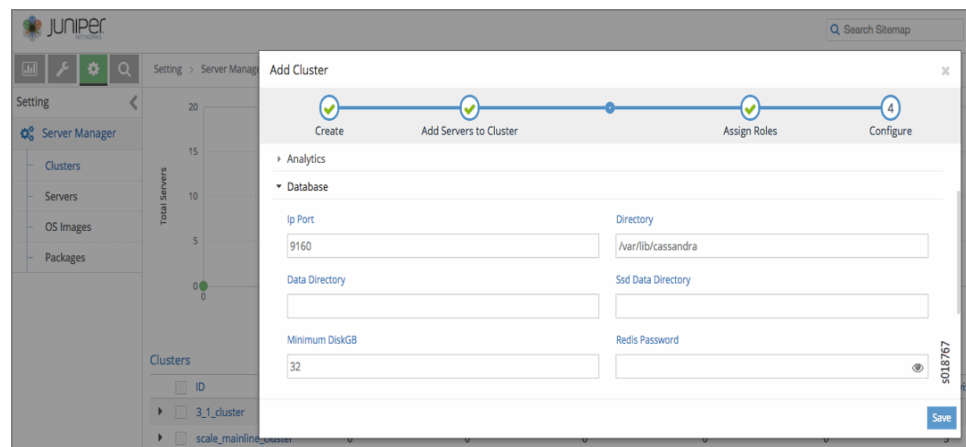 JUNIPER
NETWORKS
Search Sitemap
Setting > Server Manage
Add Cluster
Setting
Create
Add Servers to Cluster
Assign Roles
4
Configure
Server Manager
Clusters
Servers
OS Images
Packages
Total Servers
20
15
10
5
0
0
Analytics
Database
Ip Port
Directory
9160
/var/lib/cassandra
Data Directory
Ssd Data Directory
Minimum DiskGB
Redis Password
32
s018767
Save
Clusters
ID
3_1_cluster
scale_mainline_cluster